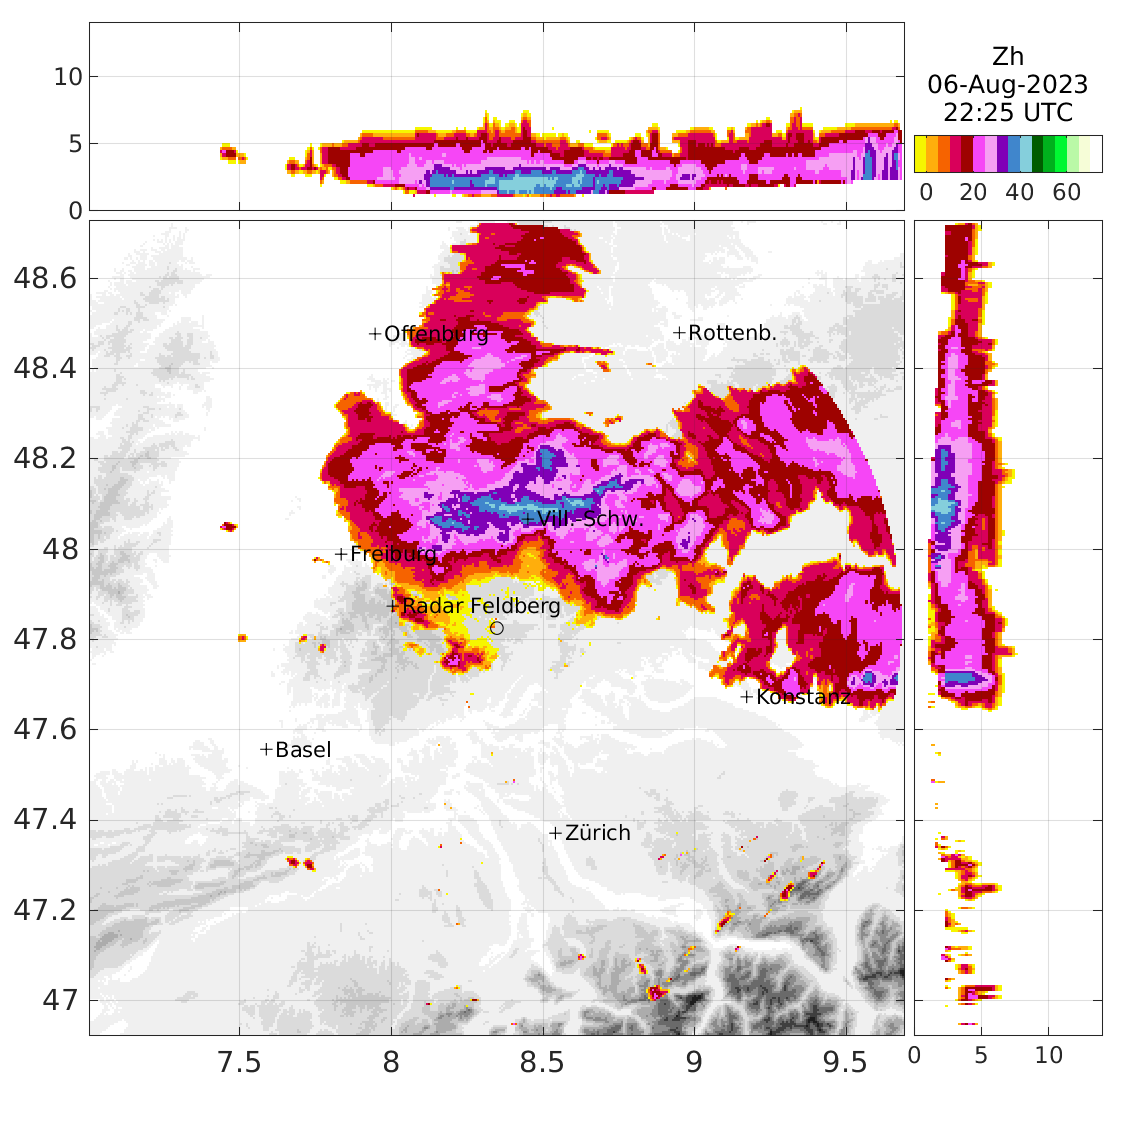 10
5
0
Zh
06-Aug-2023
22:25 UTC
0 20 40 60
48.6
48.4
48.2
48
47.8
47.6
47.4
47.2
47
Offenburg
Rottenb.
Vill.-Schw.
Freiburg
Radar Feldberg
Konstanz
Basel
Zürich
7.5 8 8.5 9 9.5
0 5 10